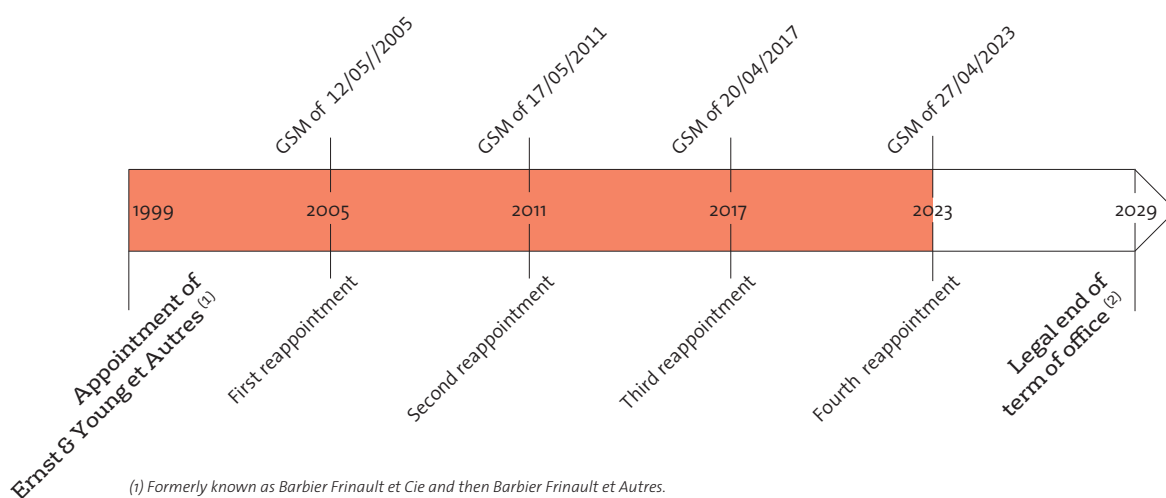 GSM of 12/05//2005
GSM of 17/05/2011
GSM of 20/04/2017
GSM of 27/04/2023
1999
2005
2011
2017
2023
2029
Appointment of
Ernst & Young et Autres (1)
First reappointment
Second reappointment
Third reappointment
Fourth reappointment
Legal end of
term of office (2)
(1) Formerly known as Barbier Frinault et Cie and then Barbier Frinault et Autres.